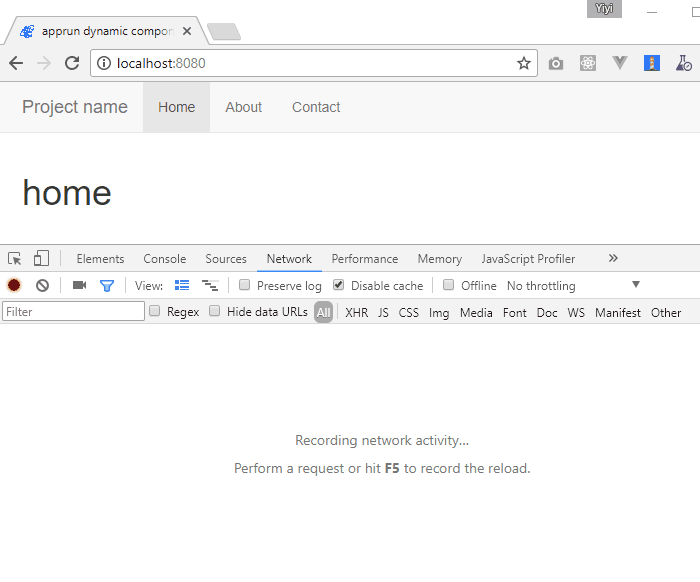 Yiyi
apprun dynamic compon
localhost:8080
Project name Home About Contact
home
Elements Console Sources Network Performance Memory JavaScript Profiler »
View: Preserve log Disable cache Offline No throttling
Filter Regex Hide data URLs All XHR JS CSS Img Media Font Doc WS Manifest Other
Recording network activity...
Perform a request or hit F5 to record the reload.